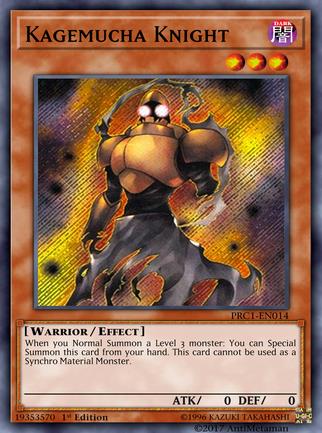 Kagemucha Knight
DARK
闇
PRC1-EN014
[WARRIOR / EFFECT]
When you Normal Summon a Level 3 monster: You can Special
Summon this card from your hand. This card cannot be used as a
Synchro Material Monster.
ATK/ 0 DEF/ 0
19353570 1st Edition ©1996 KAZUKI TAKAHASHI
©2017 AntiMetaman